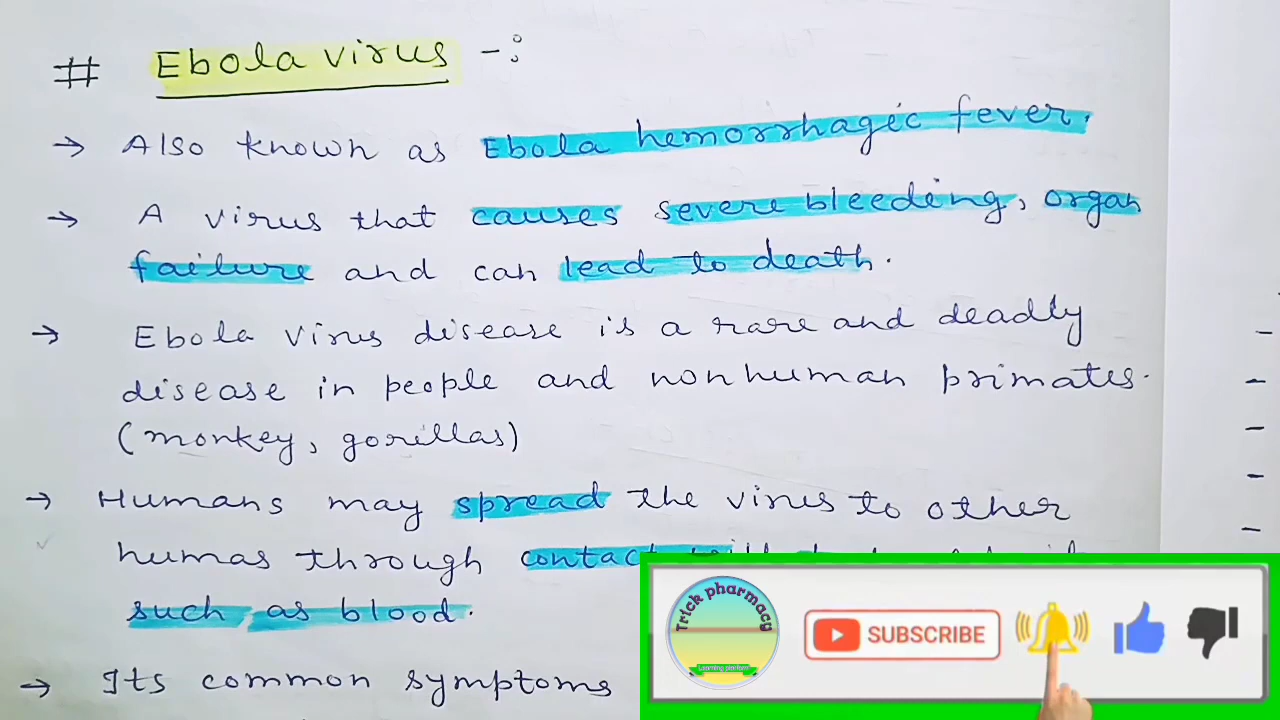 # Ebola virus -:
→ Also known as Ebola hemorrhagic fever.
→ A virus that causes severe bleeding, organ
failure and can lead to death.
→ Ebola virus disease is a rare and deadly
disease in people and nonhuman primates.
(monkey, gorillas)
→ Humans may spread the virus to other
humas through contact
such as blood.
→ Its common symptoms
Trick pharmacy
Learning platform
SUBSCRIBE